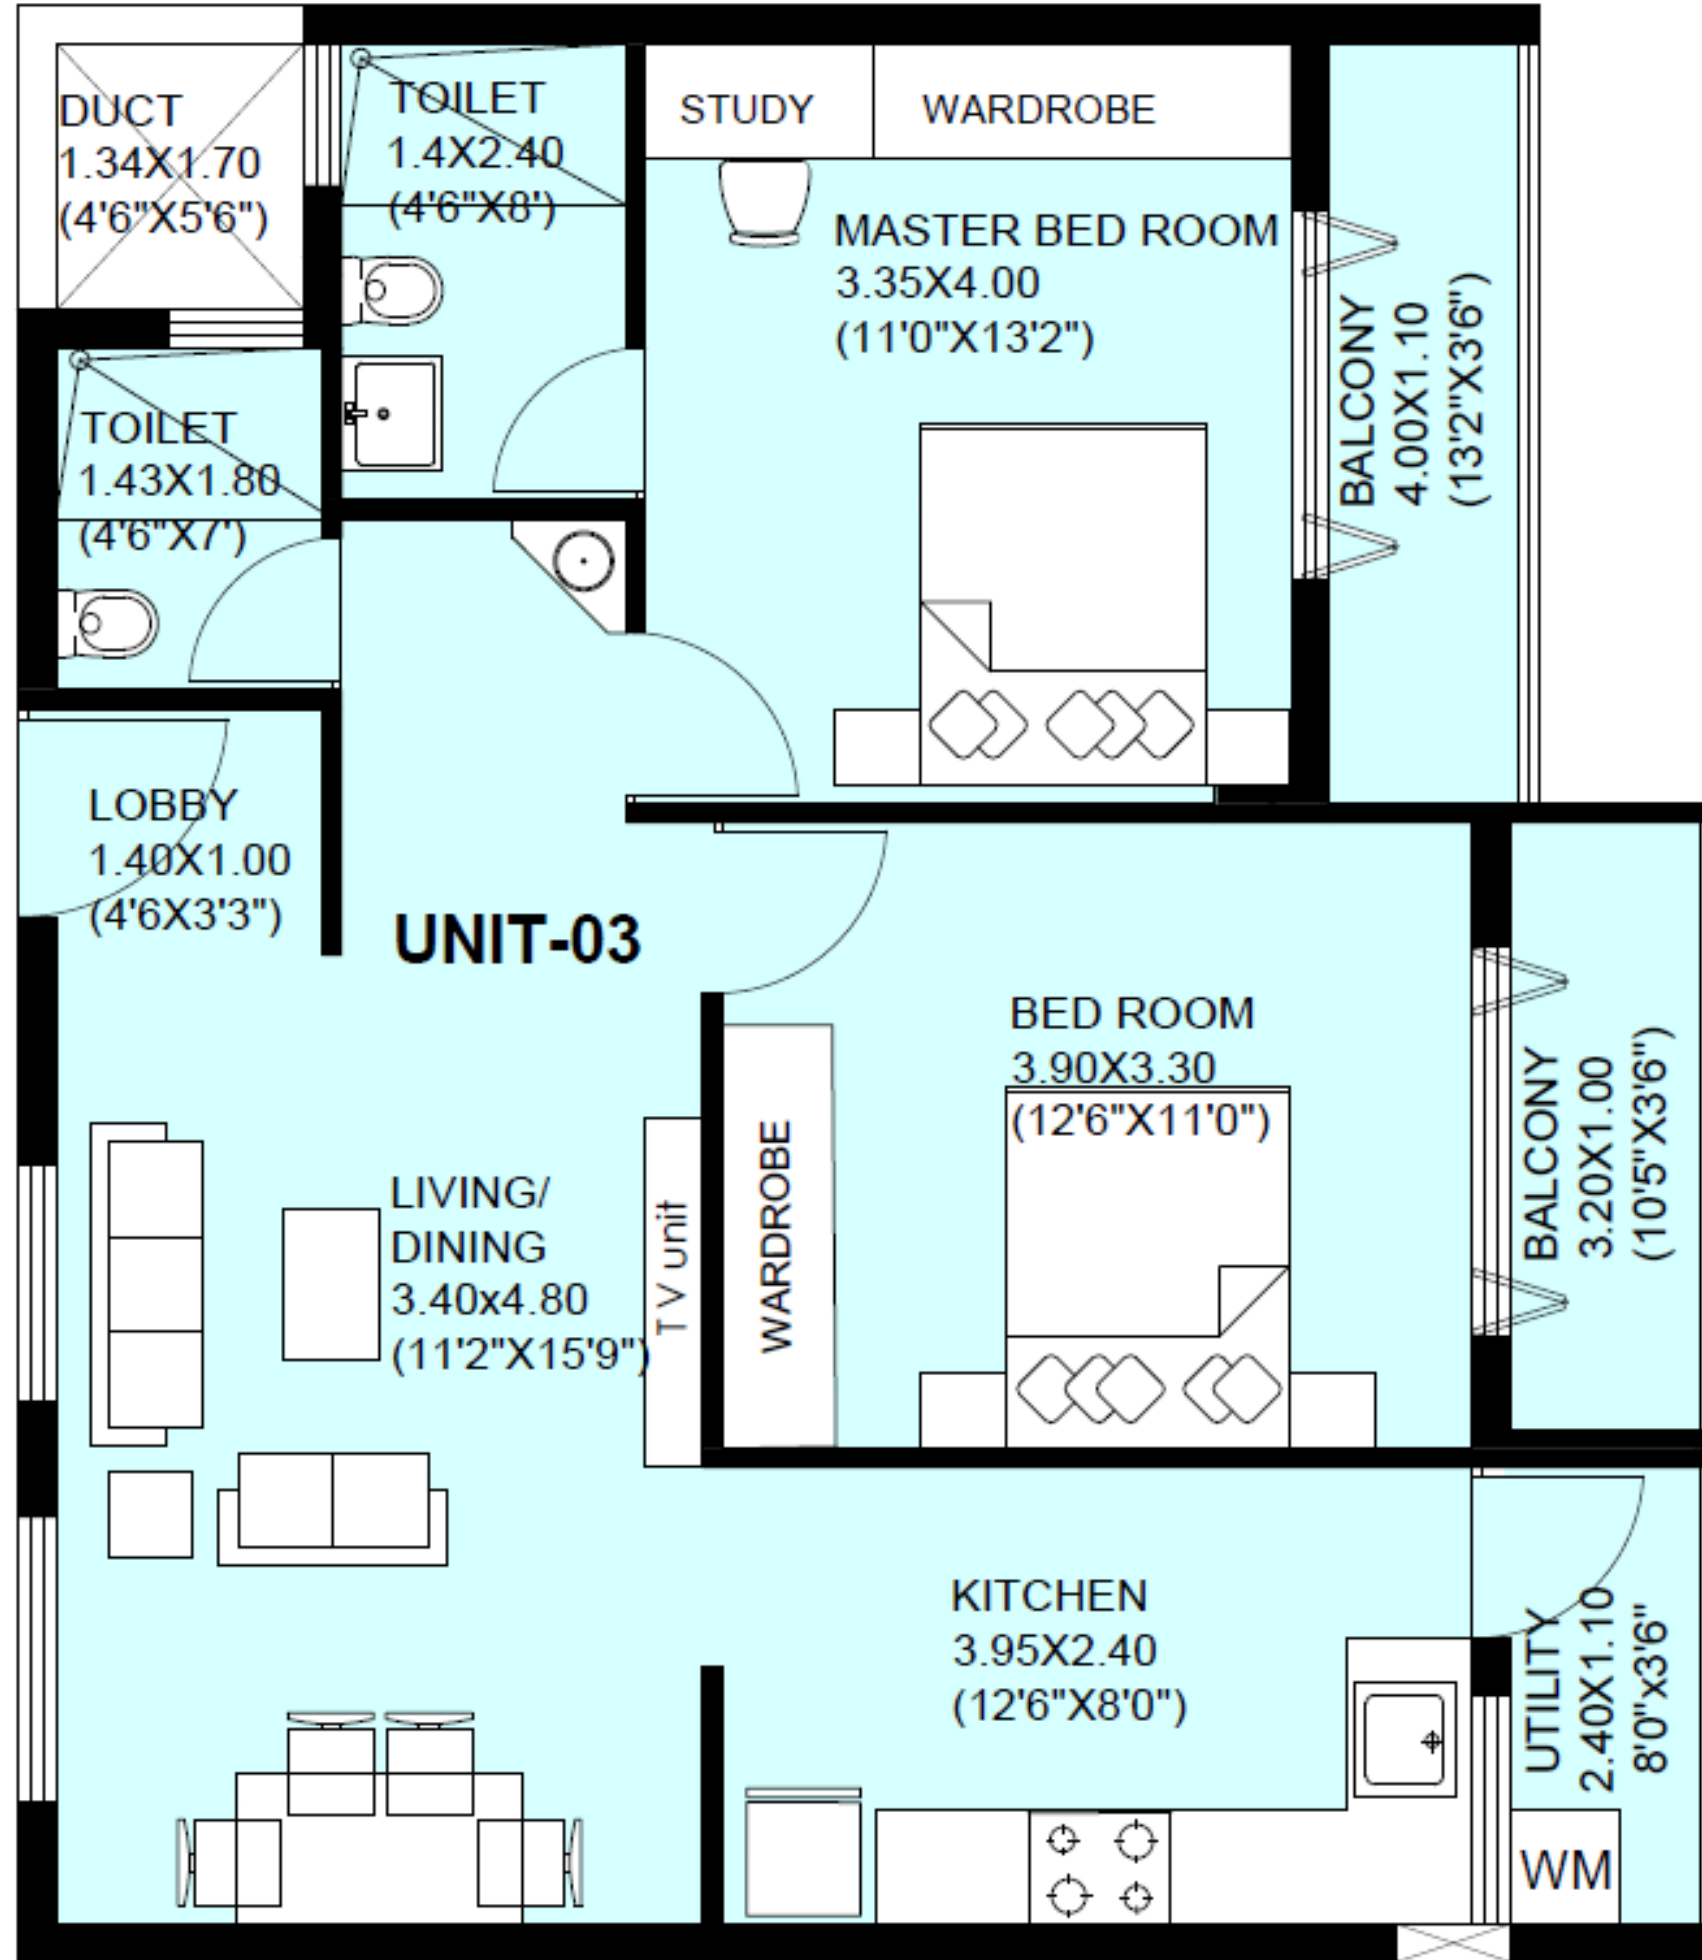 DUCT
1.34X1.70
(4'6"X5'6")
TOILET
1.4X2.40
(4'6"X8')
STUDY
WARDROBE
MASTER BED ROOM
3.35X4.00
(11'0"X13'2")
BALCONY
4.00X1.10
(13'2"X3'6")
TOILET
1.43X1.80
(4'6"X7')
LOBBY
1.40X1.00
(4'6X3'3")
UNIT-03
BED ROOM
3.90X3.30
(12'6"X11'0")
WARDROBE
BALCONY
3.20X1.00
(10'5"X3'6")
LIVING/
DINING
3.40x4.80
(11'2"X15'9")
T V unit
KITCHEN
3.95X2.40
(12'6"X8'0")
UTILITY
2.40X1.10
8'0"x3'6"
WM